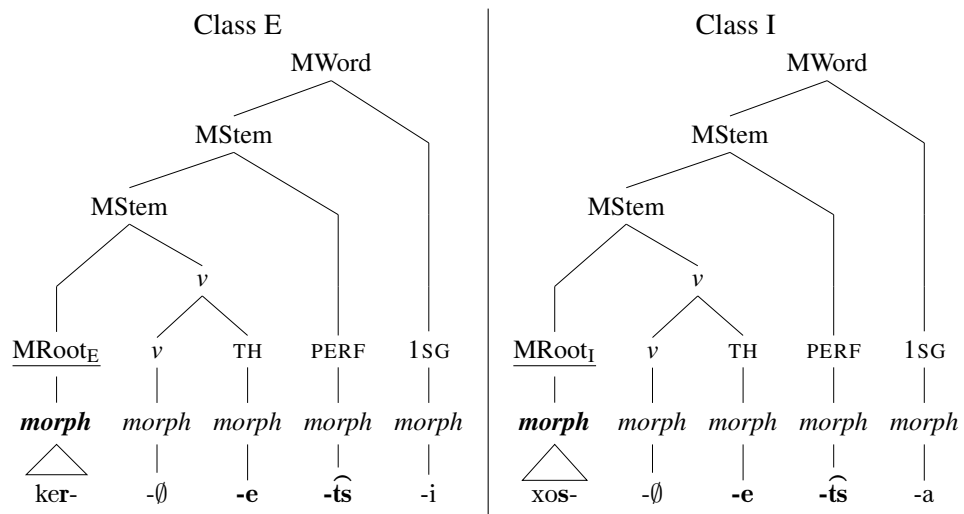 Class E Class I
MWord MWord
MStem MStem
MStem MStem
v v
MRootE v TH PERF 1SG MRootI v TH PERF 1SG
morph morph morph morph morph morph morph morph morph morph
ker- -∅ -e -t͡s -i xos- -∅ -e -t͡s -a